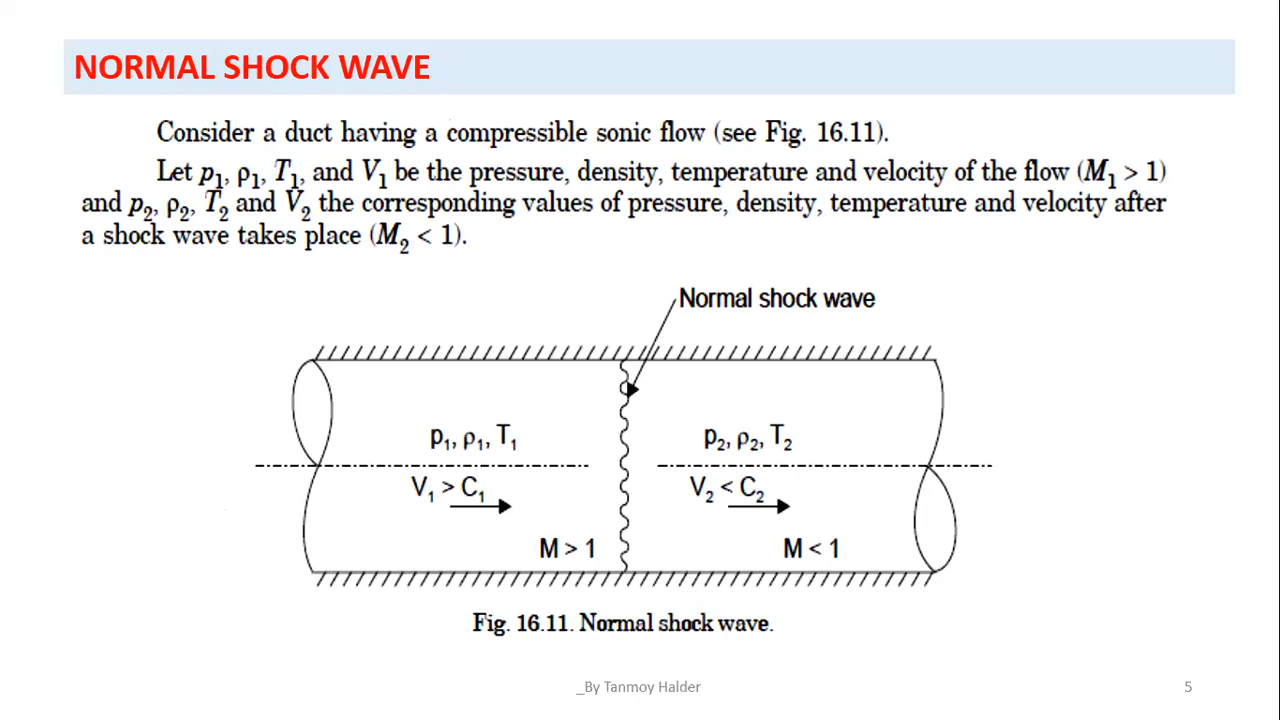 NORMAL SHOCK WAVE
Consider a duct having a compressible sonic flow (see Fig. 16.11).
Let p₁, ρ₁, T₁, and V₁ be the pressure, density, temperature and velocity of the flow (M₁ > 1)
and p₂, ρ₂, T₂ and V₂ the corresponding values of pressure, density, temperature and velocity after
a shock wave takes place (M₂ < 1).
Normal shock wave
p₁, ρ₁, T₁
p₂, ρ₂, T₂
V₁ > C₁
V₂ < C₂
M > 1
M < 1
Fig. 16.11. Normal shock wave.
_By Tanmoy Halder
5